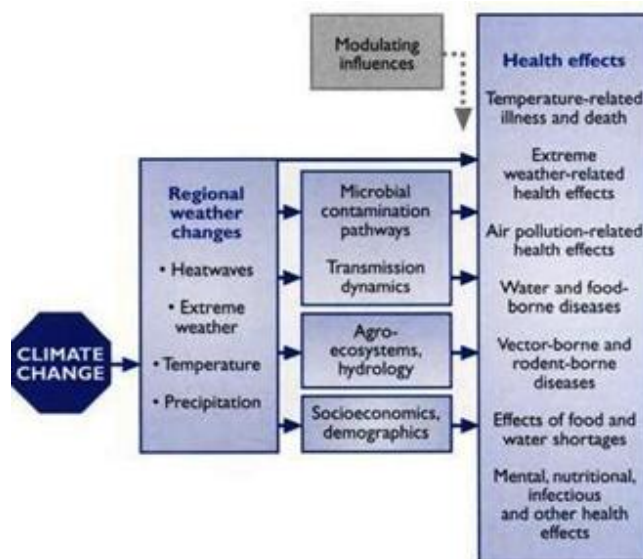 Modulating
influences
Health effects
Temperature-related
illness and death
Extreme
weather-related
health effects
Air pollution-related
health effects
Water and food-
borne diseases
Vector-borne and
rodent-borne
diseases
Effects of food and
water shortages
Mental, nutritional,
infectious
and other health
effects
Regional
weather
changes
• Heatwaves
• Extreme
weather
• Temperature
• Precipitation
Microbial
contamination
pathways
Transmission
dynamics
Agro-
ecosystems,
hydrology
Socioeconomics,
demographics
CLIMATE
CHANGE